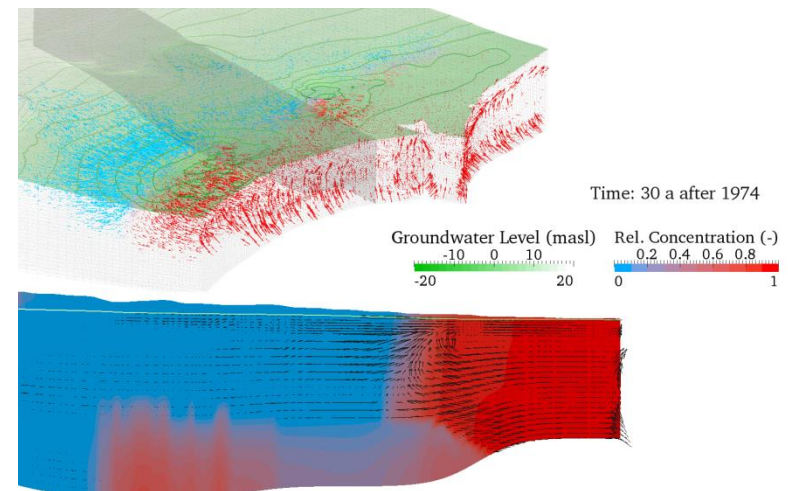 Time: 30 a after 1974
Groundwater Level (masl)
-10 0 10
-20 20
Rel. Concentration (-)
0.2 0.4 0.6 0.8
0 1